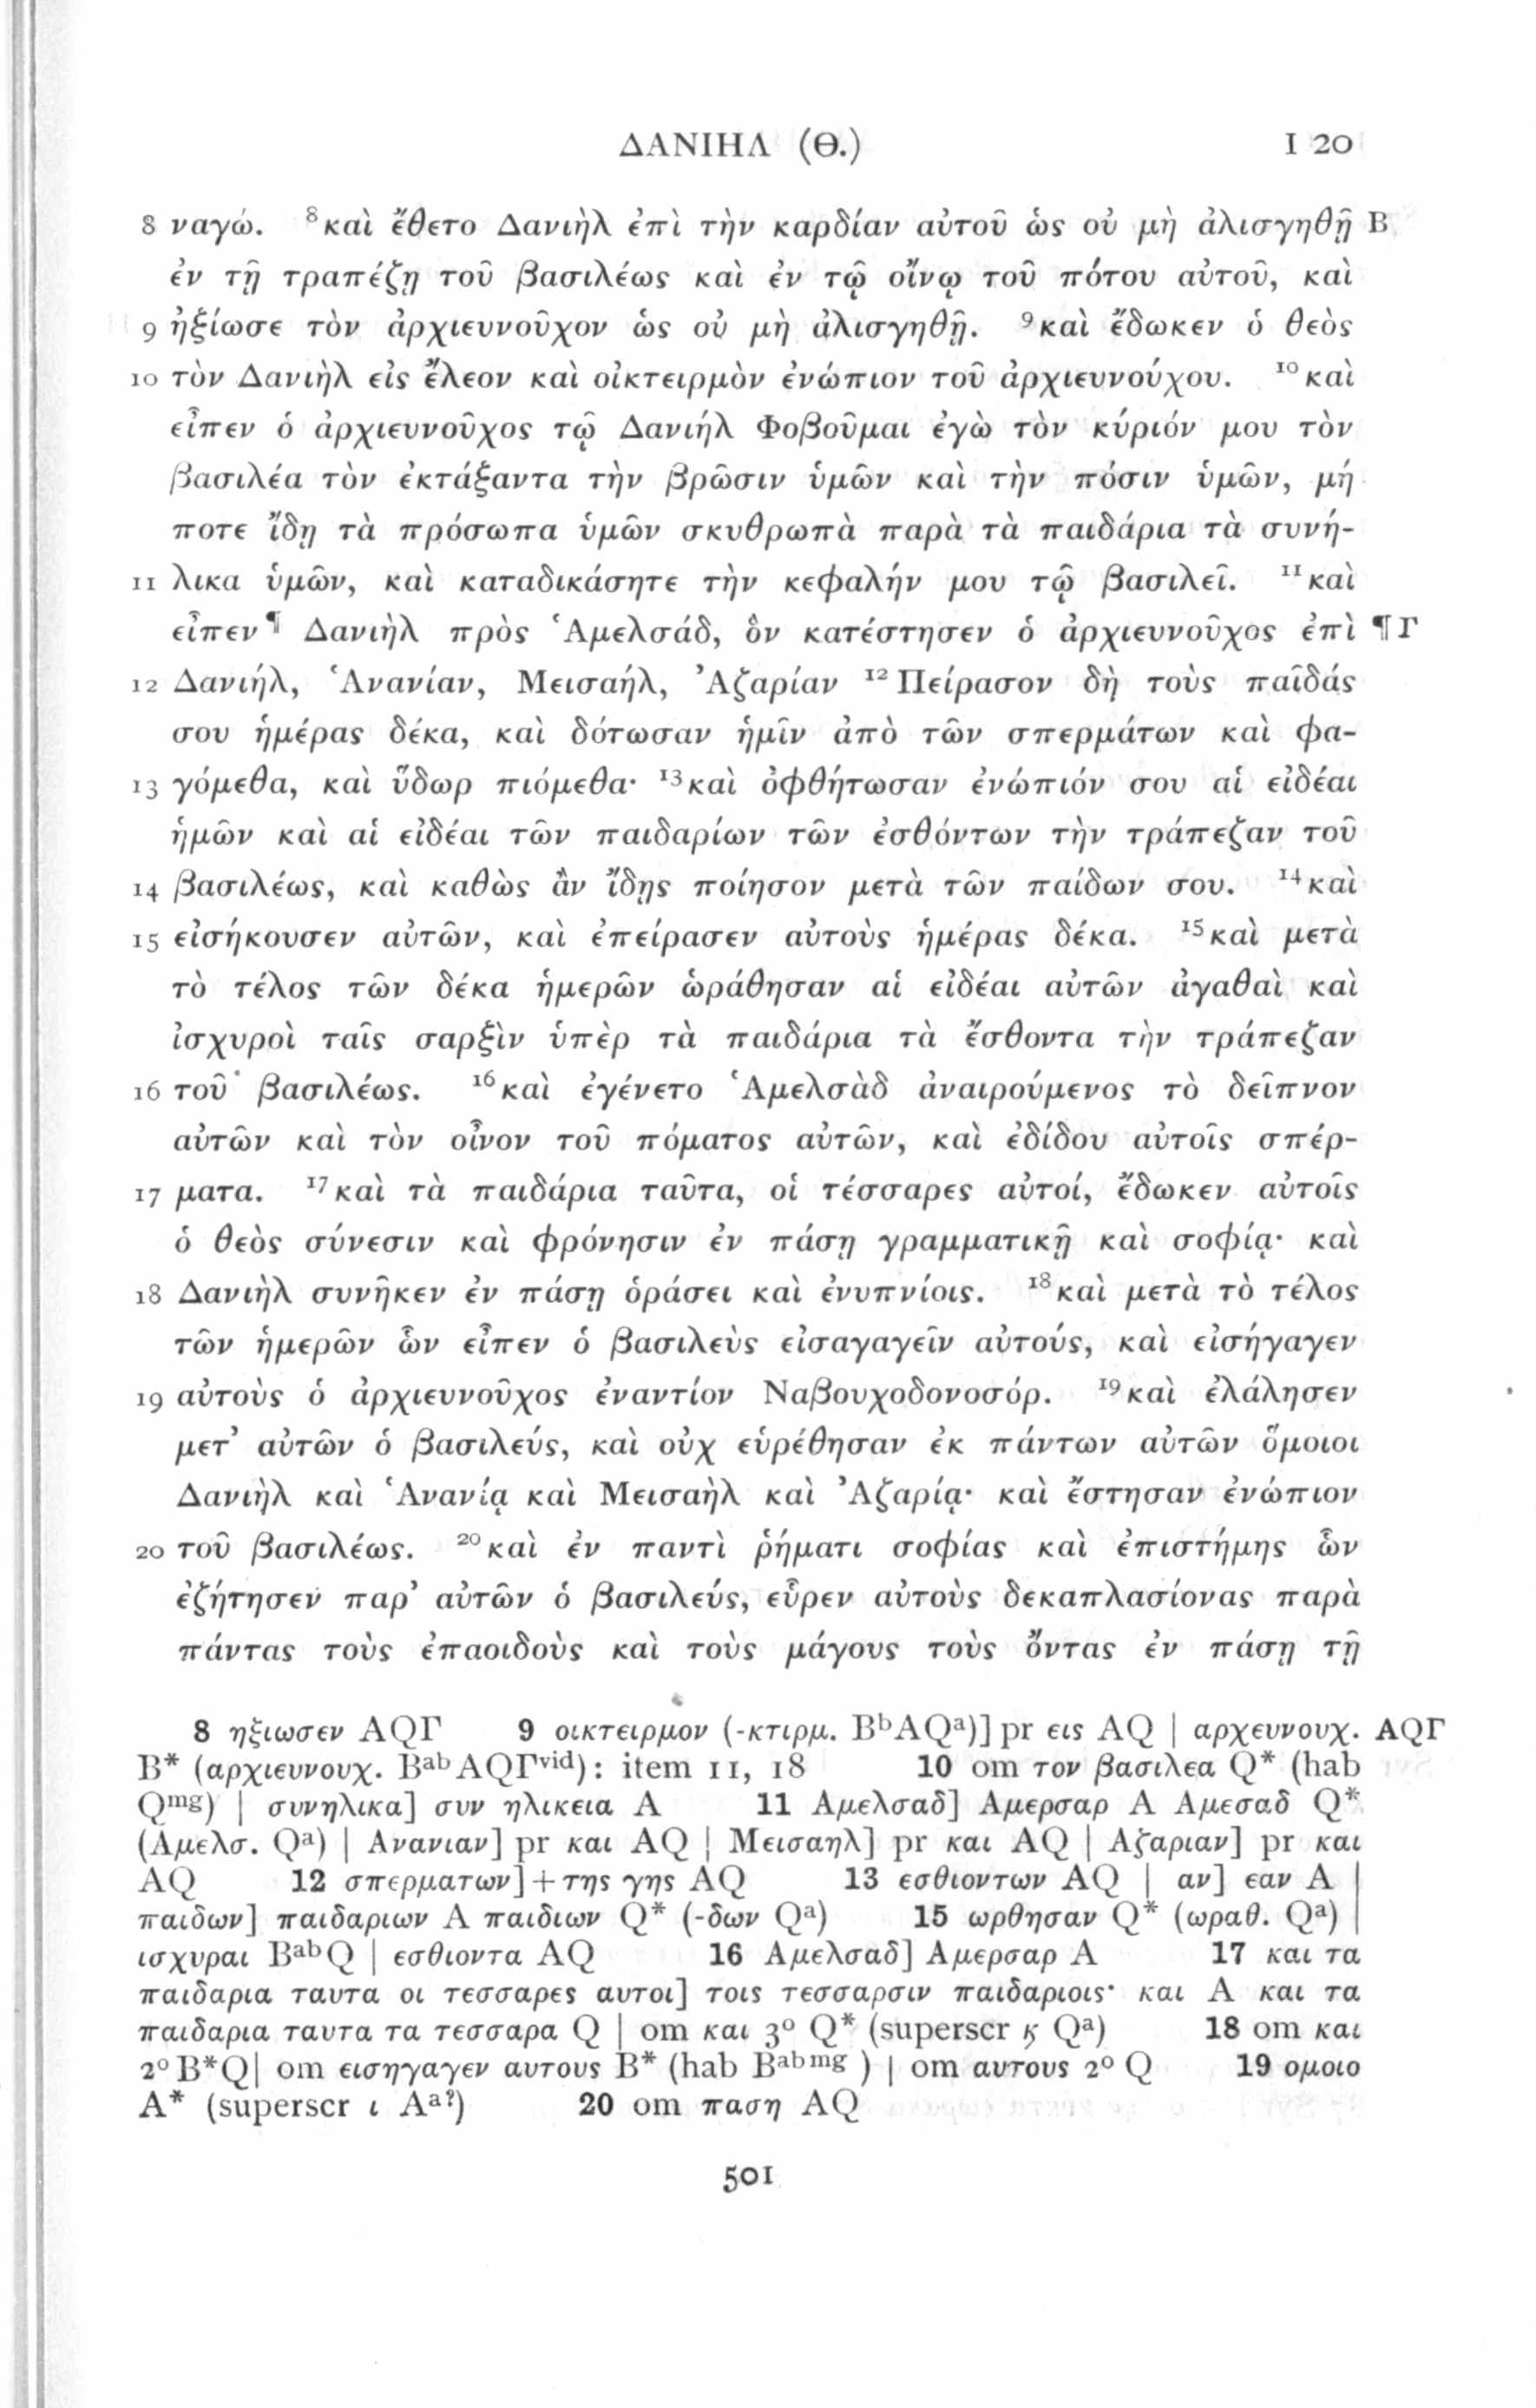 ΔΑΝΙΗΛ (Θ.) I 20
8 ναγώ. ⁸καὶ ἔθετο Δανιὴλ ἐπὶ τὴν καρδίαν αὐτοῦ ὡς οὐ μὴ ἀλισγηθῇ B
ἐν τῇ τραπέζῃ τοῦ βασιλέως καὶ ἐν τῷ οἴνῳ τοῦ πότου αὐτοῦ, καὶ
9 ἠξίωσε τὸν ἀρχιευνοῦχον ὡς οὐ μὴ ἀλισγηθῇ. ⁹καὶ ἔδωκεν ὁ θεὸς
10 τὸν Δανιὴλ εἰς ἔλεον καὶ οἰκτειρμὸν ἐνώπιον τοῦ ἀρχιευνούχου. ¹⁰καὶ
εἶπεν ὁ ἀρχιευνοῦχος τῷ Δανιήλ Φοβοῦμαι ἐγὼ τὸν κύριόν μου τὸν
βασιλέα τὸν ἐκτάξαντα τὴν βρῶσιν ὑμῶν καὶ τὴν πόσιν ὑμῶν, μή
ποτε ἴδῃ τὰ πρόσωπα ὑμῶν σκυθρωπὰ παρὰ τὰ παιδάρια τὰ συνή-
11 λικα ὑμῶν, καὶ καταδικάσητε τὴν κεφαλήν μου τῷ βασιλεῖ. ¹¹καὶ
εἶπεν¶ Δανιὴλ πρὸς Ἁμελσάδ, ὃν κατέστησεν ὁ ἀρχιευνοῦχος ἐπὶ ¶Γ
12 Δανιήλ, Ἁνανίαν, Μεισαήλ, Ἀζαρίαν ¹²Πείρασον δὴ τοὺς παῖδάς
σου ἡμέρας δέκα, καὶ δότωσαν ἡμῖν ἀπὸ τῶν σπερμάτων καὶ φα-
13 γόμεθα, καὶ ὕδωρ πιόμεθα· ¹³καὶ ὀφθήτωσαν ἐνώπιόν σου αἱ εἰδέαι
ἡμῶν καὶ αἱ εἰδέαι τῶν παιδαρίων τῶν ἐσθόντων τὴν τράπεζαν τοῦ
14 βασιλέως, καὶ καθὼς ἂν ἴδῃς ποίησον μετὰ τῶν παίδων σου. ¹⁴καὶ
15 εἰσήκουσεν αὐτῶν, καὶ ἐπείρασεν αὐτοὺς ἡμέρας δέκα. ¹⁵καὶ μετὰ
τὸ τέλος τῶν δέκα ἡμερῶν ὡράθησαν αἱ εἰδέαι αὐτῶν ἀγαθαὶ καὶ
ἰσχυροὶ ταῖς σαρξὶν ὑπὲρ τὰ παιδάρια τὰ ἔσθοντα τὴν τράπεζαν
16 τοῦ βασιλέως. ¹⁶καὶ ἐγένετο Ἁμελσὰδ ἀναιρούμενος τὸ δεῖπνον
αὐτῶν καὶ τὸν οἶνον τοῦ πόματος αὐτῶν, καὶ ἐδίδου αὐτοῖς σπέρ-
17 ματα. ¹⁷καὶ τὰ παιδάρια ταῦτα, οἱ τέσσαρες αὐτοί, ἔδωκεν αὐτοῖς
ὁ θεὸς σύνεσιν καὶ φρόνησιν ἐν πάσῃ γραμματικῇ καὶ σοφίᾳ· καὶ
18 Δανιὴλ συνῆκεν ἐν πάσῃ ὁράσει καὶ ἐνυπνίοις. ¹⁸καὶ μετὰ τὸ τέλος
τῶν ἡμερῶν ὧν εἶπεν ὁ βασιλεὺς εἰσαγαγεῖν αὐτούς, καὶ εἰσήγαγεν
19 αὐτοὺς ὁ ἀρχιευνοῦχος ἐναντίον Ναβουχοδονοσόρ. ¹⁹καὶ ἐλάλησεν
μετ’ αὐτῶν ὁ βασιλεύς, καὶ οὐχ εὑρέθησαν ἐκ πάντων αὐτῶν ὅμοιοι
Δανιὴλ καὶ Ἁνανίᾳ καὶ Μεισαὴλ καὶ Ἀζαρίᾳ· καὶ ἔστησαν ἐνώπιον
20 τοῦ βασιλέως. ²⁰καὶ ἐν παντὶ ῥήματι σοφίας καὶ ἐπιστήμης ὧν
ἐζήτησεν παρ’ αὐτῶν ὁ βασιλεύς, εὗρεν αὐτοὺς δεκαπλασίονας παρὰ
πάντας τοὺς ἐπαοιδοὺς καὶ τοὺς μάγους τοὺς ὄντας ἐν πάσῃ τῇ
8 ηξιωσεν AQΓ 9 οικτειρμον (-κτιρμ. BᵇAQᵃ)] pr εις AQ | αρχευνουχ. AQΓ
B* (αρχιευνουχ. BᵃᵇAQΓᵛⁱᵈ): item 11, 18 10 om τον βασιλεα Q* (hab
Qᵐᵍ) | συνηλικα] συν ηλικεια A 11 Αμελσαδ] Αμερσαρ A Αμεσαδ Q*
(Αμελσ. Qᵃ) | Ανανιαν] pr και AQ | Μεισαηλ] pr και AQ | Αζαριαν] pr και
AQ 12 σπερματων]+της γης AQ 13 εσθιοντων AQ | αν] εαν A |
παιδων] παιδαριων A παιδιων Q* (-δων Qᵃ) 15 ωρθησαν Q* (ωραθ. Qᵃ) |
ισχυραι BᵃᵇQ | εσθιοντα AQ 16 Αμελσαδ] Αμερσαρ A 17 και τα
παιδαρια ταυτα οι τεσσαρες αυτοι] τοις τεσσαρσιν παιδαριοις· και A και τα
παιδαρια ταυτα τα τεσσαρα Q | om και 3⁰ Q* (superscr ϗ Qᵃ) 18 om και
2⁰ B*Q| om εισηγαγεν αυτους B* (hab Bᵃᵇᵐᵍ) | om αυτους 2⁰ Q 19 ομοιο
A* (superscr ι Aᵃ?) 20 om παση AQ
501